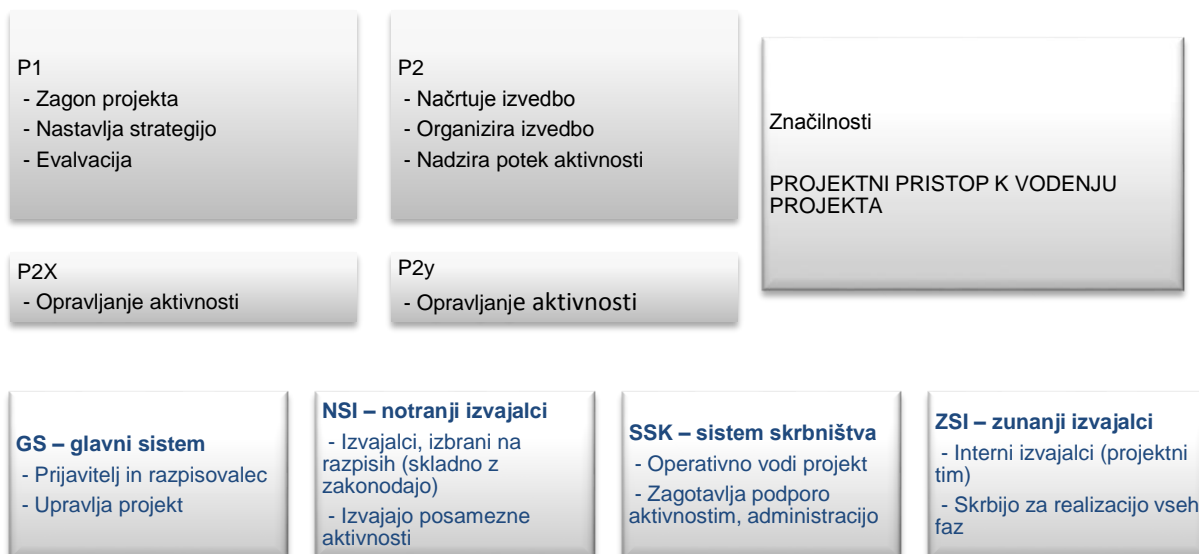 P1
- Zagon projekta
- Nastavlja strategijo
- Evalvacija
P2
- Načrtuje izvedbo
- Organizira izvedbo
- Nadzira potek aktivnosti
Značilnosti
PROJEKTNI PRISTOP K VODENJU
PROJEKTA
P2X
- Opravljanje aktivnosti
P2y
- Opravljanje aktivnosti
GS – glavni sistem
- Prijavitelj in razpisovalec
- Upravlja projekt
NSI – notranji izvajalci
- Izvajalci, izbrani na
razpisih (skladno z
zakonodajo)
- Izvajajo posamezne
aktivnosti
SSK – sistem skrbništva
- Operativno vodi projekt
- Zagotavlja podporo
aktivnostim, administracijo
ZSI – zunanji izvajalci
- Interni izvajalci (projektni
tim)
- Skrbijo za realizacijo vseh
faz